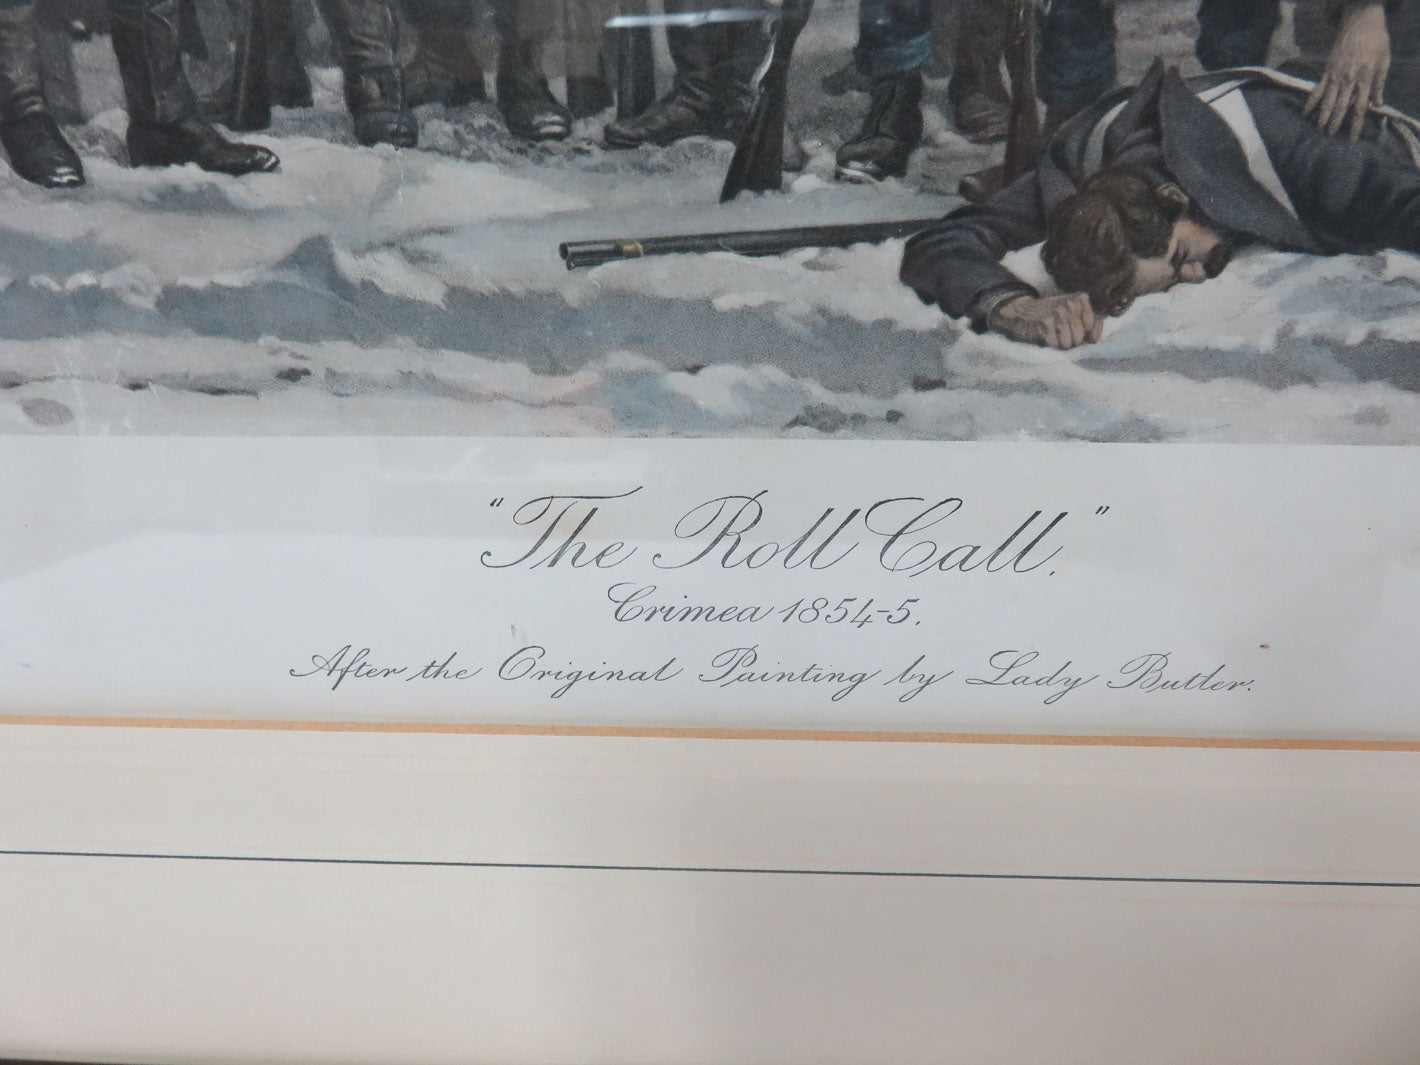 "The Roll Call."
Crimea 1854-5.
After the Original Painting by Lady Butler.